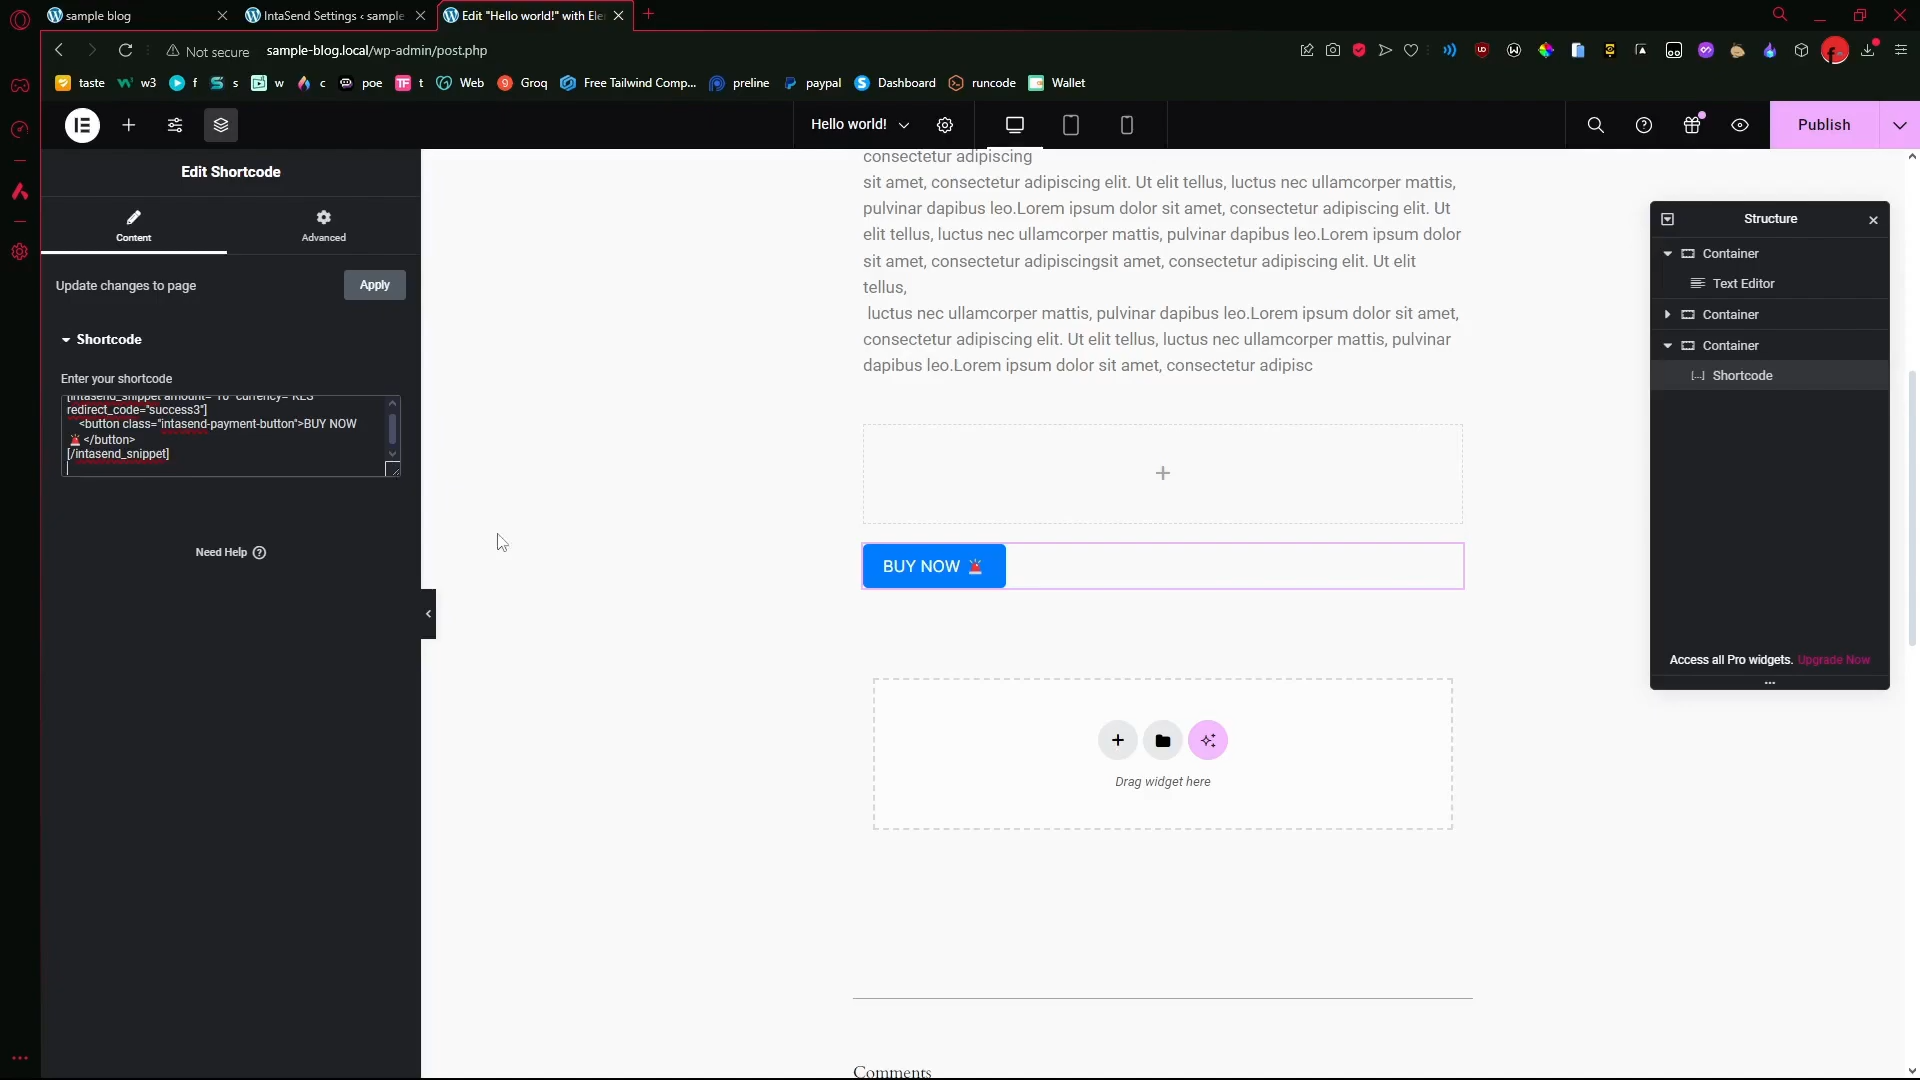 sample blog
IntaSend Settings ‹ sample
Edit "Hello world!" with Ele
Not secure
sample-blog.local/wp-admin/post.php
taste
w3
f
s
w
c
poe
t
Web
Groq
Free Tailwind Comp...
preline
paypal
Dashboard
runcode
Wallet
Hello world!
Publish
Edit Shortcode
Content
Advanced
Update changes to page
Apply
Shortcode
Enter your shortcode
[intasend_snippet amount="10" currency="KES"
redirect_code="success3"]
<button class="intasend-payment-button">BUY NOW
🚨</button>
[/intasend_snippet]
Need Help
consectetur adipiscing
sit amet, consectetur adipiscing elit. Ut elit tellus, luctus nec ullamcorper mattis,
pulvinar dapibus leo.Lorem ipsum dolor sit amet, consectetur adipiscing elit. Ut
elit tellus, luctus nec ullamcorper mattis, pulvinar dapibus leo.Lorem ipsum dolor
sit amet, consectetur adipiscingsit amet, consectetur adipiscing elit. Ut elit
tellus,
luctus nec ullamcorper mattis, pulvinar dapibus leo.Lorem ipsum dolor sit amet,
consectetur adipiscing elit. Ut elit tellus, luctus nec ullamcorper mattis, pulvinar
dapibus leo.Lorem ipsum dolor sit amet, consectetur adipisc
BUY NOW 🚨
Drag widget here
Comments
Structure
Container
Text Editor
Container
Container
Shortcode
Access all Pro widgets. Upgrade Now